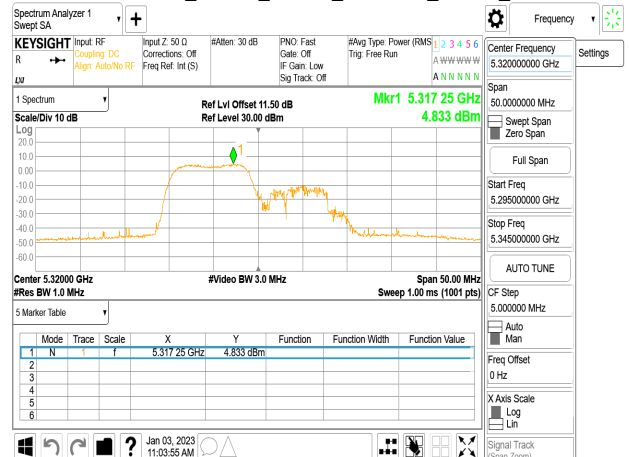 Spectrum Analyzer 1
Swept SA
Frequency
KEYSIGHT
R
Input: RF
Coupling: DC
Align: Auto/No RF
Input Z: 50 Ω
Corrections: Off
Freq Ref: Int (S)
#Atten: 30 dB
PNO: Fast
Gate: Off
IF Gain: Low
Sig Track: Off
#Avg Type: Power (RMS
Trig: Free Run
1 2 3 4 5 6
A W W W W W
A N N N N N
Center Frequency
5.320000000 GHz
Settings
Span
50.0000000 MHz
Swept Span
Zero Span
Full Span
Start Freq
5.295000000 GHz
Stop Freq
5.345000000 GHz
AUTO TUNE
CF Step
5.000000 MHz
Auto
Man
Freq Offset
0 Hz
X Axis Scale
Log
Lin
Signal Track
(Span Zoom)
1 Spectrum
Scale/Div 10 dB
Ref Lvl Offset 11.50 dB
Ref Level 30.00 dBm
Mkr1 5.317 25 GHz
4.833 dBm
Log
20.0
10.0
0.00
-10.0
-20.0
-30.0
-40.0
-50.0
-60.0
1
Center 5.32000 GHz
#Res BW 1.0 MHz
#Video BW 3.0 MHz
Span 50.00 MHz
Sweep 1.00 ms (1001 pts)
5 Marker Table
Mode Trace Scale X Y Function Function Width Function Value
1 N 1 f 5.317 25 GHz 4.833 dBm
2
3
4
5
6
?
Jan 03, 2023
11:03:55 AM